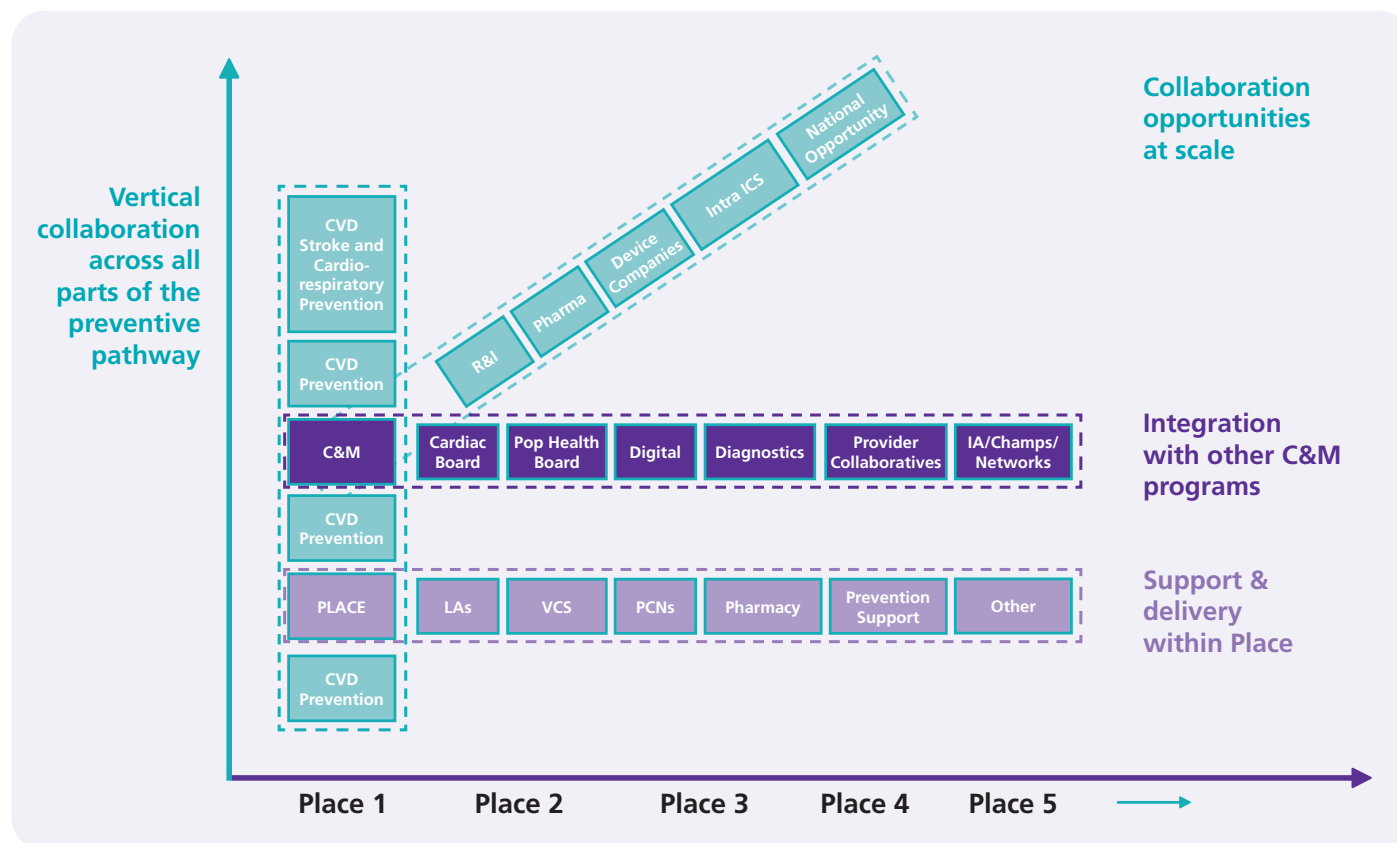 Vertical
collaboration
across all
parts of the
preventive
pathway
CVD
Stroke and
Cardio-
respiratory
Prevention
CVD
Prevention
C&M
CVD
Prevention
PLACE
CVD
Prevention
R&I
Pharma
Device
Companies
Intra ICS
National
Opportunity
Collaboration
opportunities
at scale
Cardiac
Board
Pop Health
Board
Digital
Diagnostics
Provider
Collaboratives
IA/Champs/
Networks
Integration
with other C&M
programs
LAs
VCS
PCNs
Pharmacy
Prevention
Support
Other
Support &
delivery
within Place
Place 1
Place 2
Place 3
Place 4
Place 5